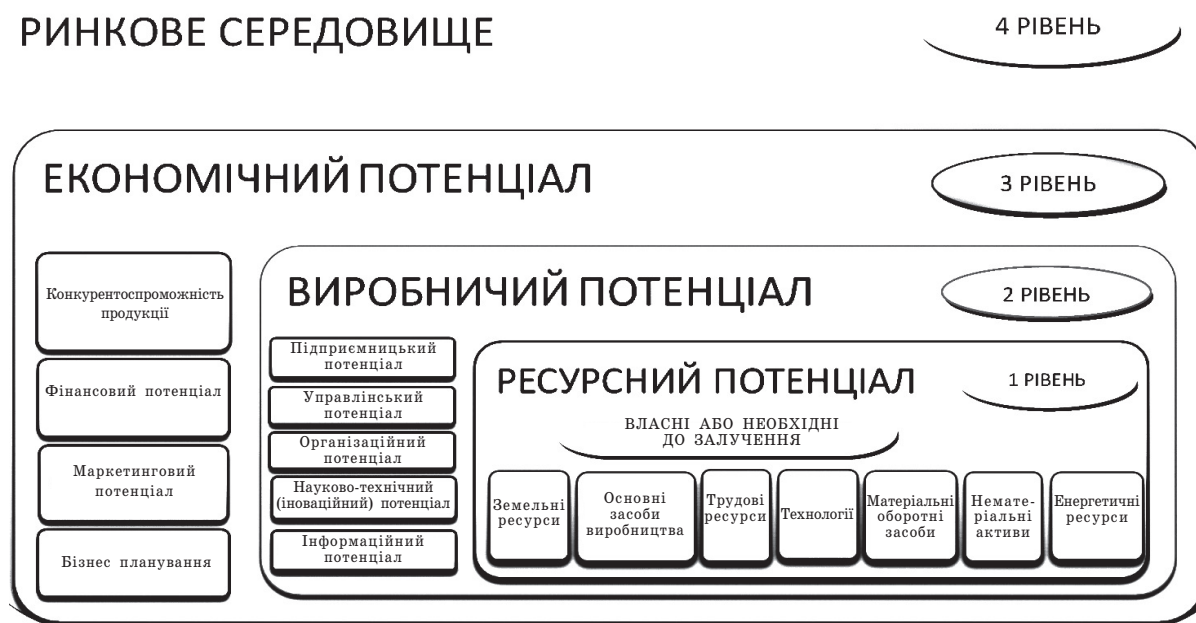 РИНКОВЕ СЕРЕДОВИЩЕ
4 РІВЕНЬ
ЕКОНОМІЧНИЙ ПОТЕНЦІАЛ
3 РІВЕНЬ
Конкурентоспроможність
продукції
Фінансовий потенціал
Маркетинговий
потенціал
Бізнес планування
ВИРОБНИЧИЙ ПОТЕНЦІАЛ
2 РІВЕНЬ
Підприємницький
потенціал
Управлінський
потенціал
Організаційний
потенціал
Науково-технічний
(іноваційний) потенціал
Інформаційний
потенціал
РЕСУРСНИЙ ПОТЕНЦІАЛ
1 РІВЕНЬ
ВЛАСНІ АБО НЕОБХІДНІ
ДО ЗАЛУЧЕННЯ
Земельні
ресурси
Основні
засоби
виробництва
Трудові
ресурси
Технології
Матеріальні
оборотні
засоби
Немате-
ріальні
активи
Енергетичні
ресурси